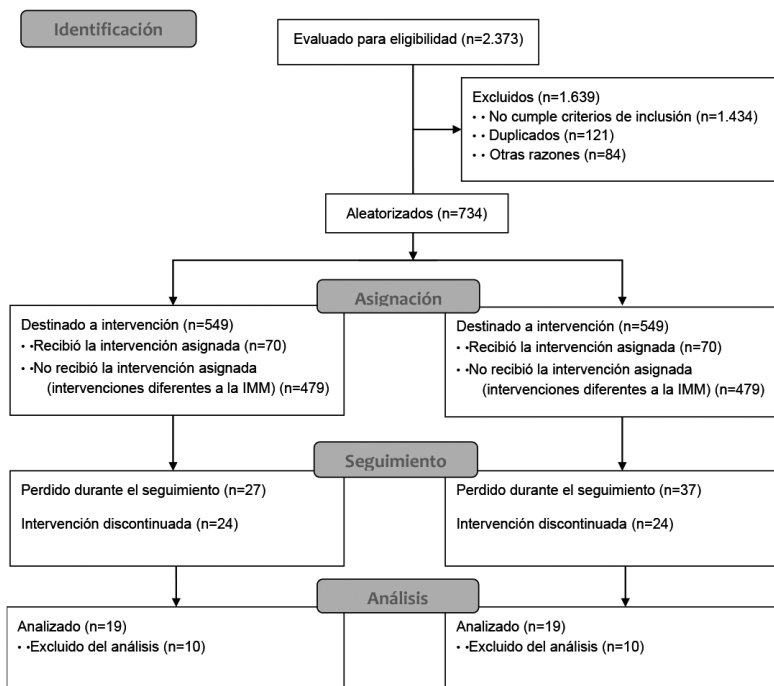 Identificación
Evaluado para eligibilidad (n=2.373)
Excluidos (n=1.639)
• • No cumple criterios de inclusión (n=1.434)
• • Duplicados (n=121)
• • Otras razones (n=84)
Aleatorizados (n=734)
Asignación
Destinado a intervención (n=549)
• •Recibió la intervención asignada (n=70)
• •No recibió la intervención asignada
(intervenciones diferentes a la IMM) (n=479)
Destinado a intervención (n=549)
• •Recibió la intervención asignada (n=70)
• •No recibió la intervención asignada
(intervenciones diferentes a la IMM) (n=479)
Seguimiento
Perdido durante el seguimiento (n=27)
Intervención discontinuada (n=24)
Perdido durante el seguimiento (n=37)
Intervención discontinuada (n=24)
Análisis
Analizado (n=19)
• •Excluido del análisis (n=10)
Analizado (n=19)
• •Excluido del análisis (n=10)